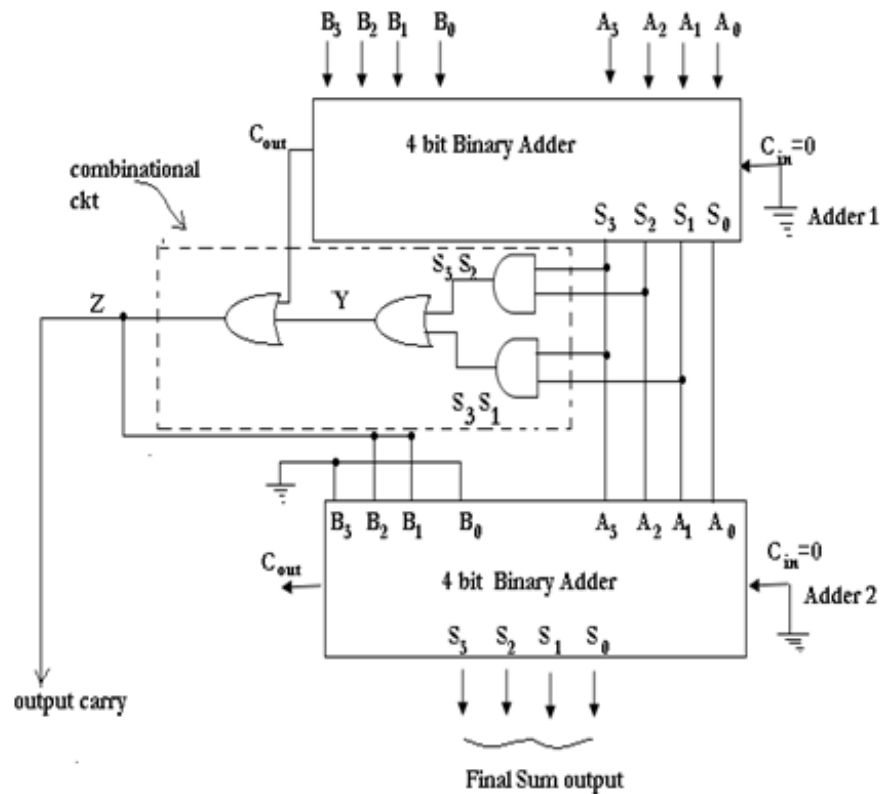 B₃ B₂ B₁ B₀ A₃ A₂ A₁ A₀
Cout
4 bit Binary Adder
Cin=0
combinational
ckt
S₃ S₂ S₁ S₀
Adder 1
S₃ S₂
Z
Y
S₃ S₁
B₃ B₂ B₁ B₀ A₃ A₂ A₁ A₀
Cin=0
Cout
4 bit Binary Adder
Adder 2
S₃ S₂ S₁ S₀
output carry
Final Sum output